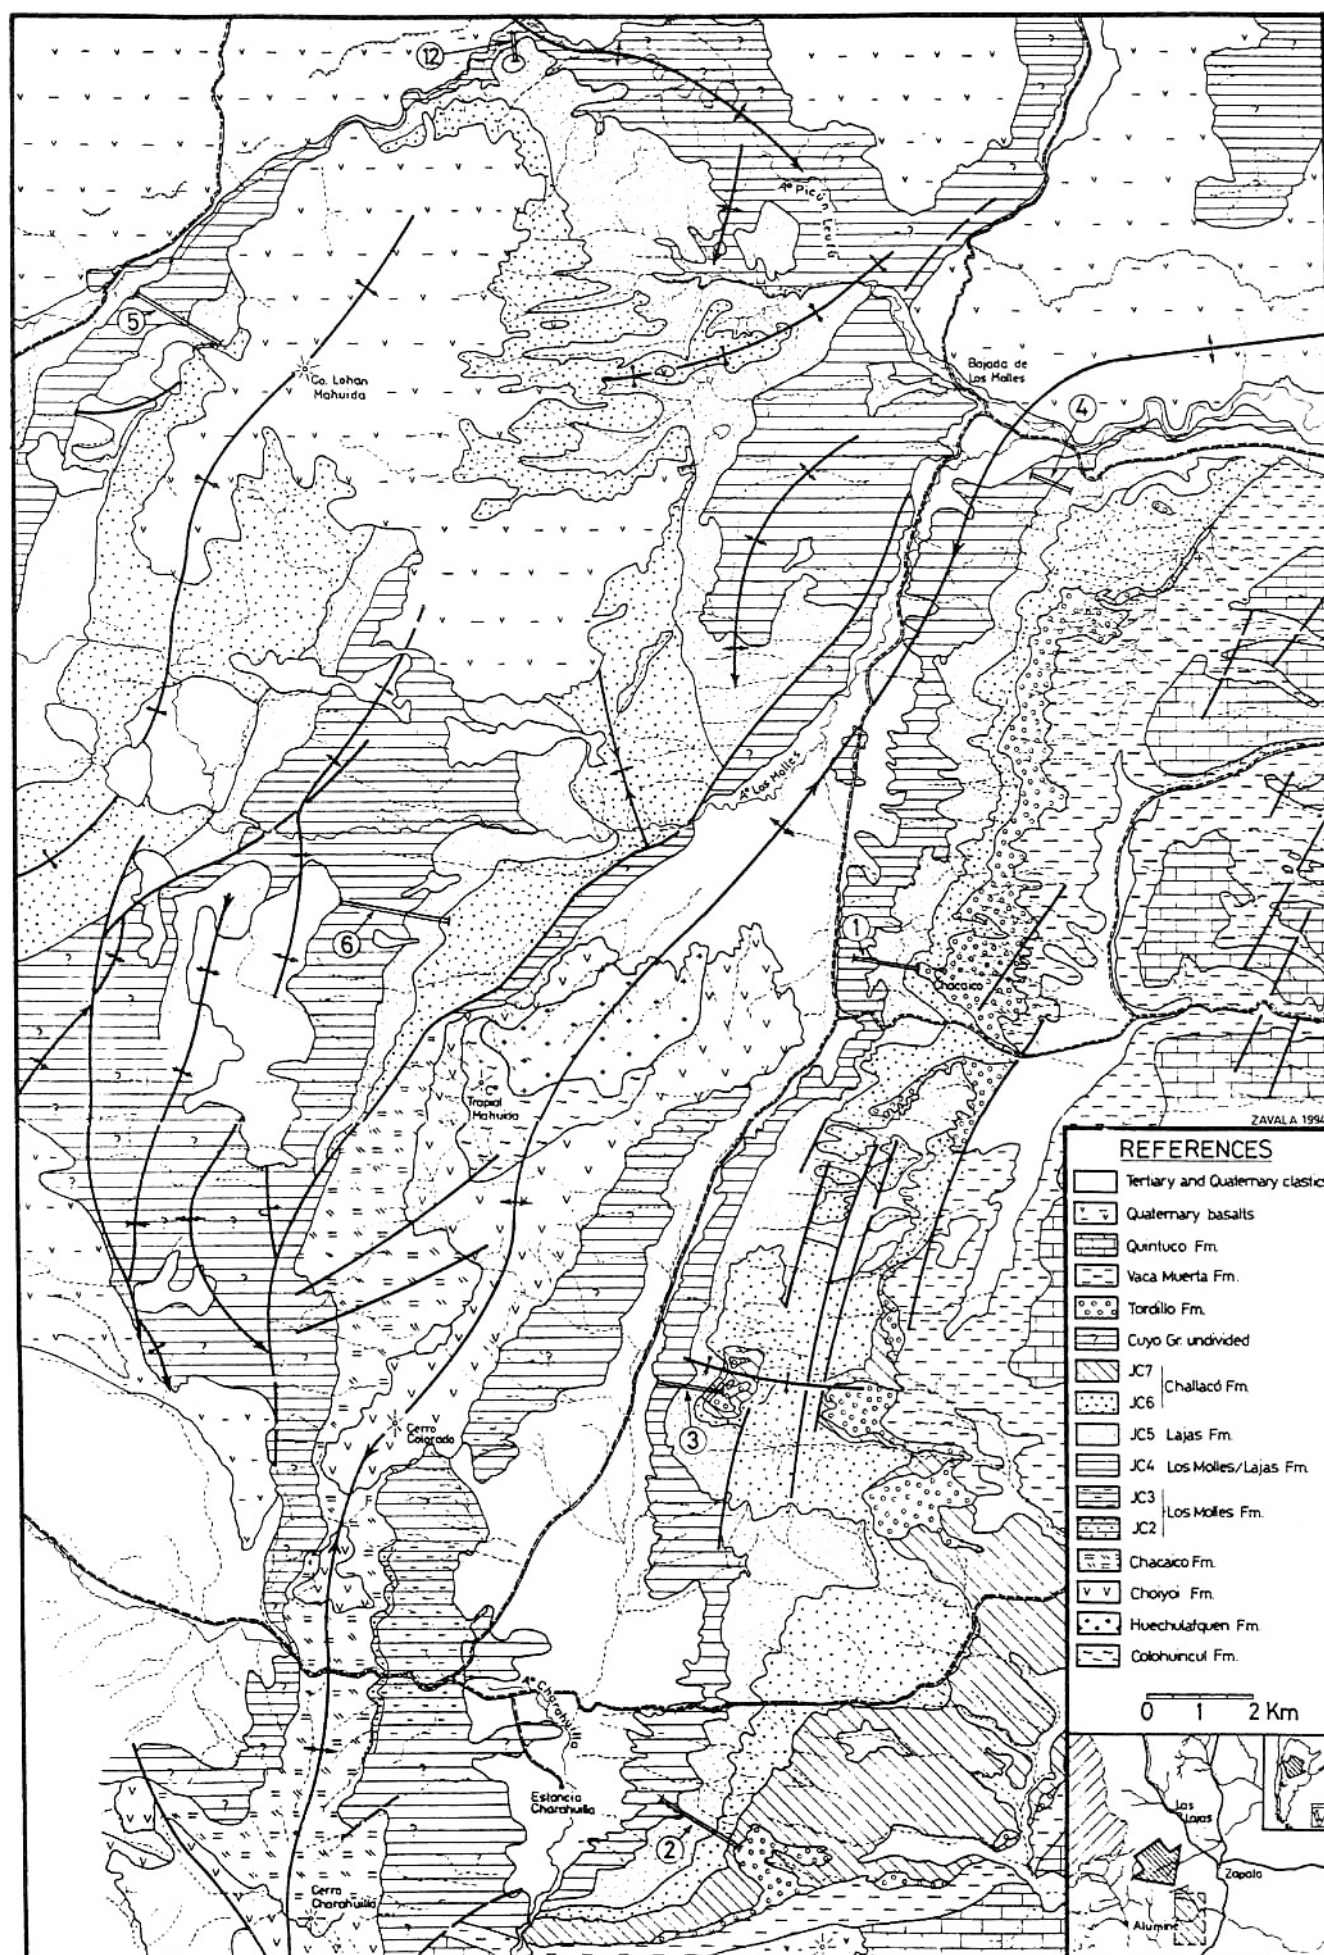 12
Aº Picún Leufú
5
Co. Lohan
Mahuida
Bajada de
Los Molles
4
Aº Los Molles
1
6
Chacaico
Cº
Trapial
Mahuida
ZAVALA 1994
REFERENCES
Tertiary and Quaternary clastic
Quaternary basalts
Quintuco Fm.
Vaca Muerta Fm.
Tordillo Fm.
? Cuyo Gr. undivided
JC7
Challacó Fm.
JC6
JC5 Lajas Fm.
JC4 Los Molles/Lajas Fm.
JC3
Los Molles Fm.
JC2
Chacaico Fm.
Choiyoi Fm.
Huechulafquen Fm.
Colohuincul Fm.
0 1 2 Km
Cerro
Colorado
3
Aº Charahuilla
Estancia
Charahuilla
2
Cerro
Charahuilla
Las
Lajas
Zapala
Aluminé